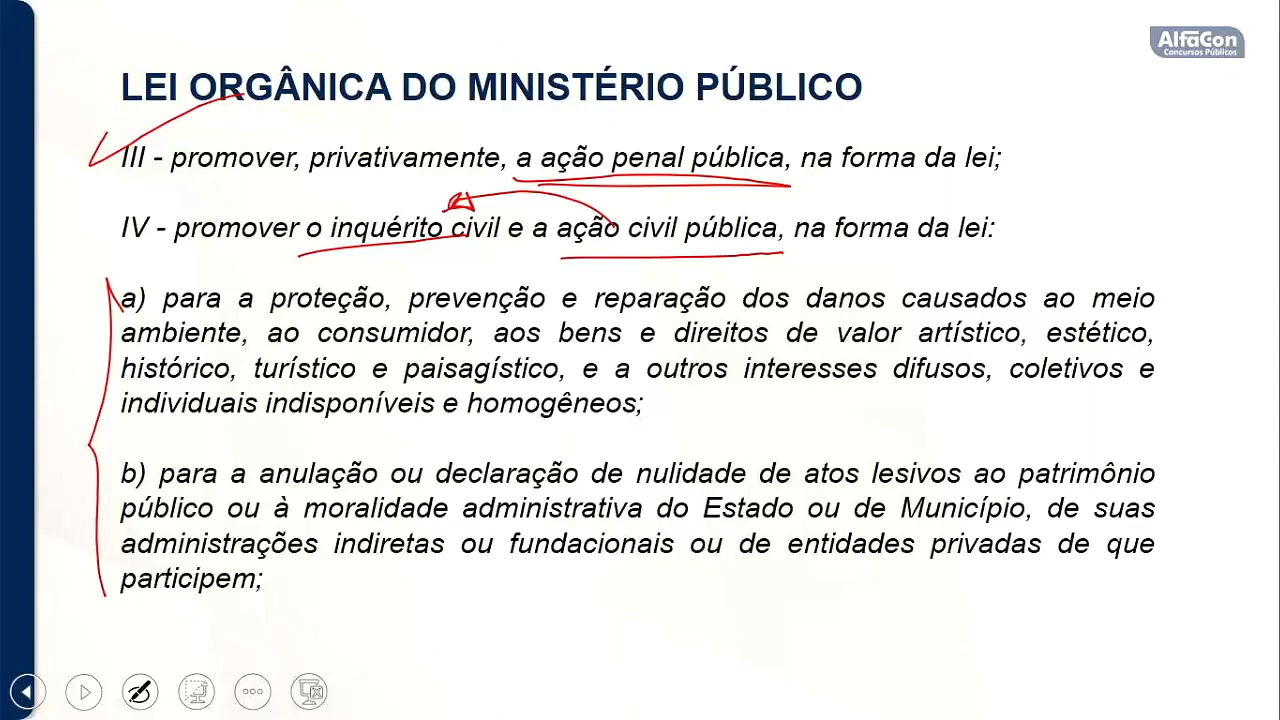 AlfaCon
Concursos Públicos
LEI ORGÂNICA DO MINISTÉRIO PÚBLICO
III - promover, privativamente, a ação penal pública, na forma da lei;
IV - promover o inquérito civil e a ação civil pública, na forma da lei:
a) para a proteção, prevenção e reparação dos danos causados ao meio
ambiente, ao consumidor, aos bens e direitos de valor artístico, estético,
histórico, turístico e paisagístico, e a outros interesses difusos, coletivos e
individuais indisponíveis e homogêneos;
b) para a anulação ou declaração de nulidade de atos lesivos ao patrimônio
público ou à moralidade administrativa do Estado ou de Município, de suas
administrações indiretas ou fundacionais ou de entidades privadas de que
participem;